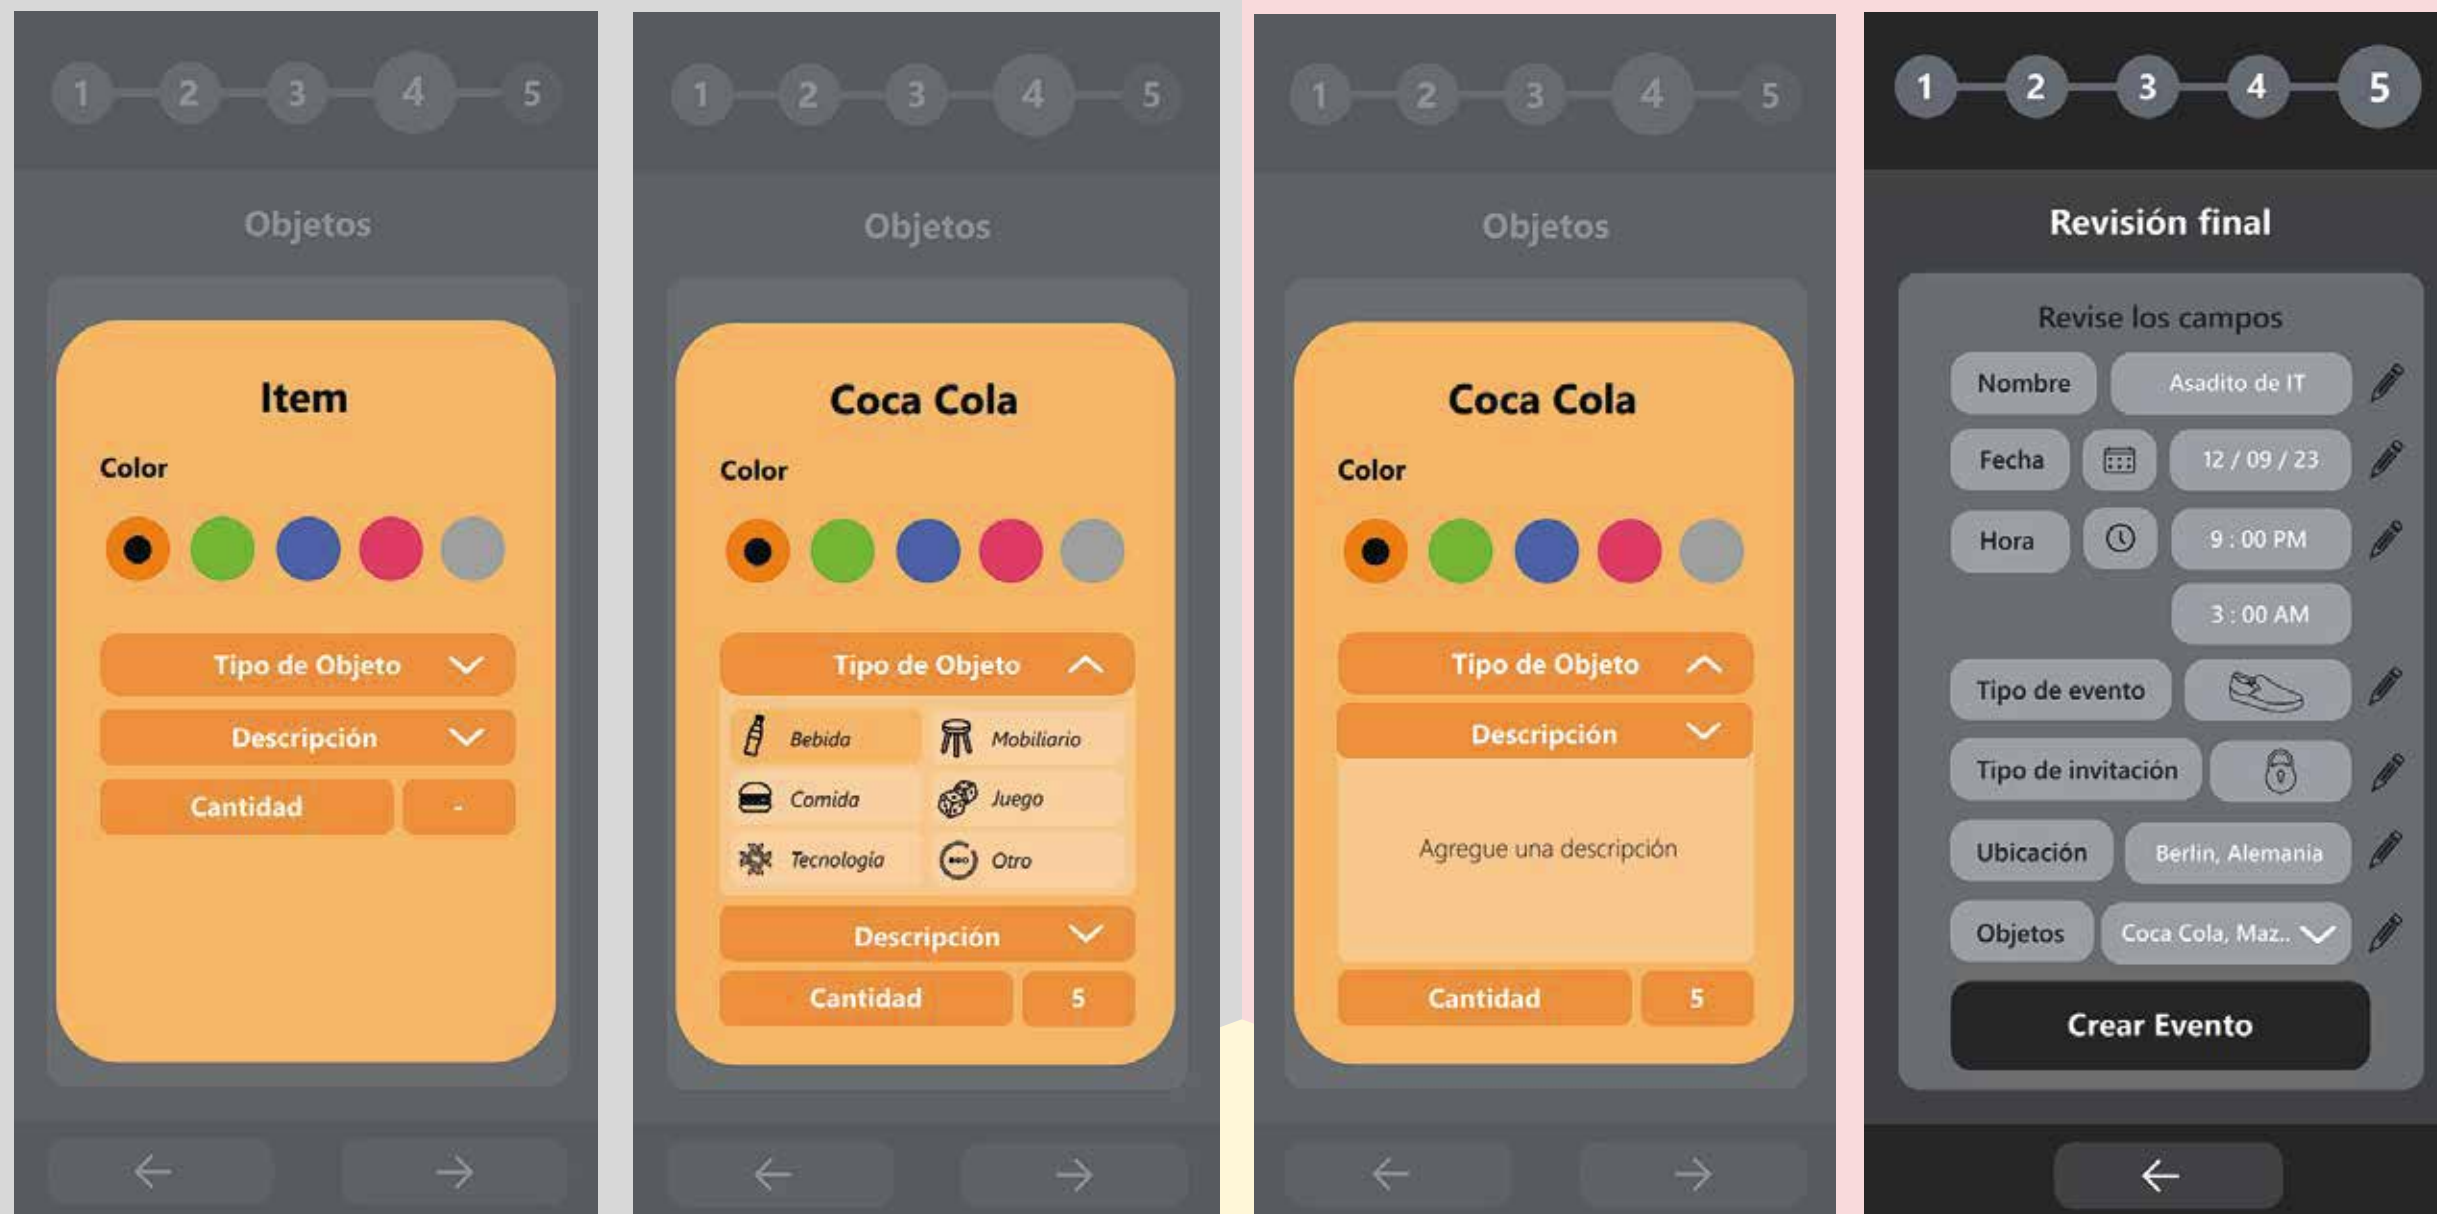 1 2 3 4 5
Objetos
Item
Color
Tipo de Objeto
Descripción
Cantidad -
1 2 3 4 5
Objetos
Coca Cola
Color
Tipo de Objeto
Bebida Mobiliario
Comida Juego
Tecnología Otro
Descripción
Cantidad 5
1 2 3 4 5
Objetos
Coca Cola
Color
Tipo de Objeto
Descripción
Agregue una descripción
Cantidad 5
1 2 3 4 5
Revisión final
Revise los campos
Nombre Asadito de IT
Fecha 12 / 09 / 23
Hora 9 : 00 PM
3 : 00 AM
Tipo de evento
Tipo de invitación
Ubicación Berlin, Alemania
Objetos Coca Cola, Maz..
Crear Evento